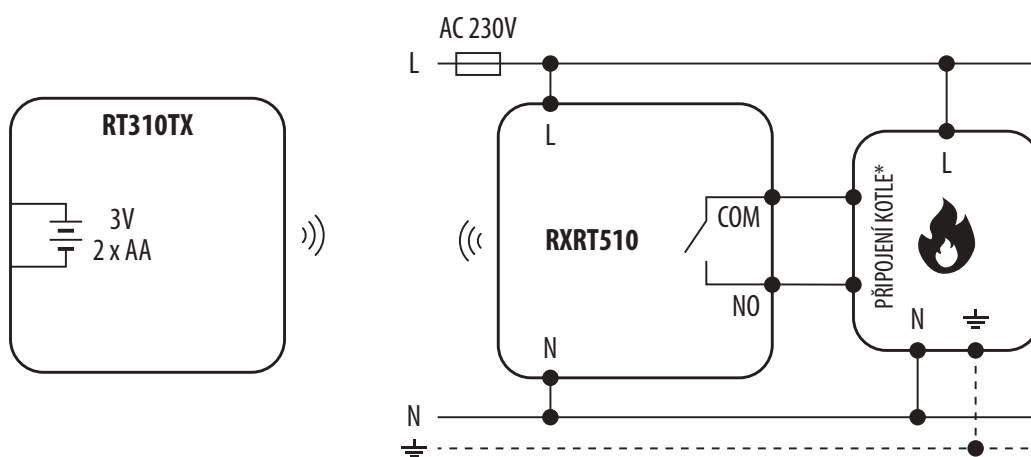 AC 230V
L
RT310TX
3V
2 x AA
L
RXRT510
COM
NO
N
L
PŘIPOJENÍ KOTLE*
N
N